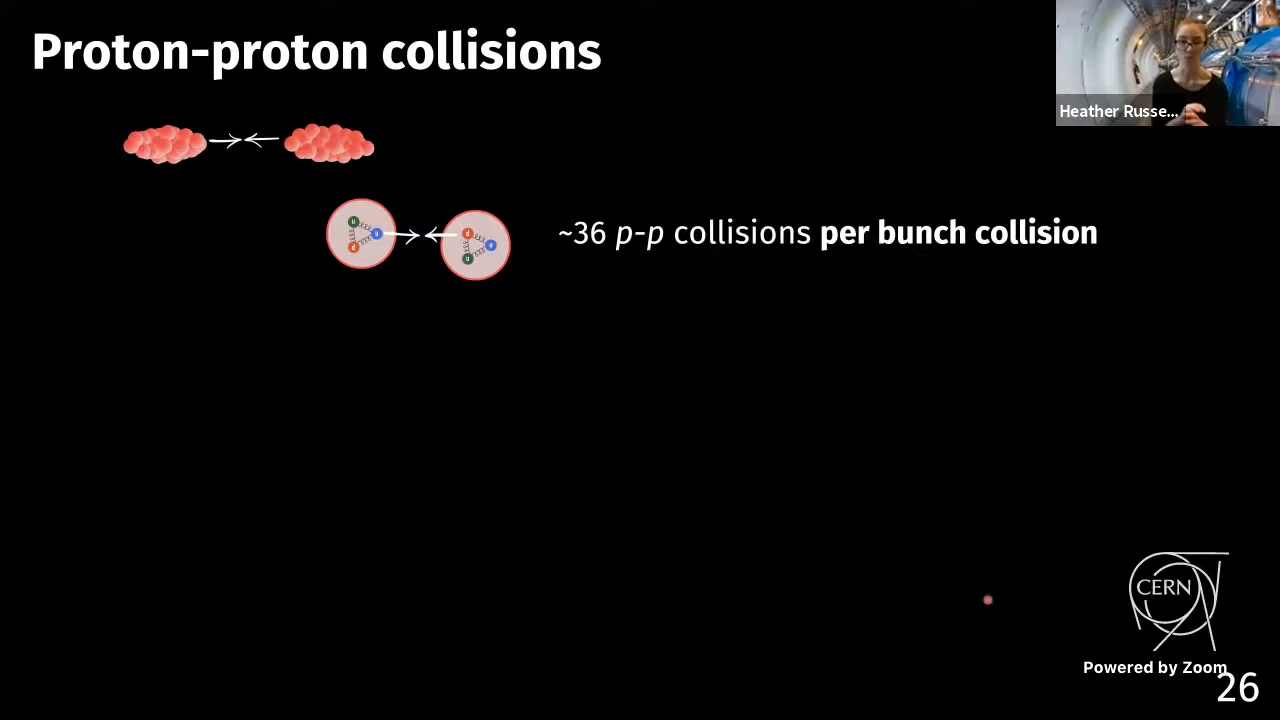 Proton-proton collisions
Heather Russe...
~36 p-p collisions per bunch collision
u
u
d
d
u
u
CERN
Powered by Zoom
26